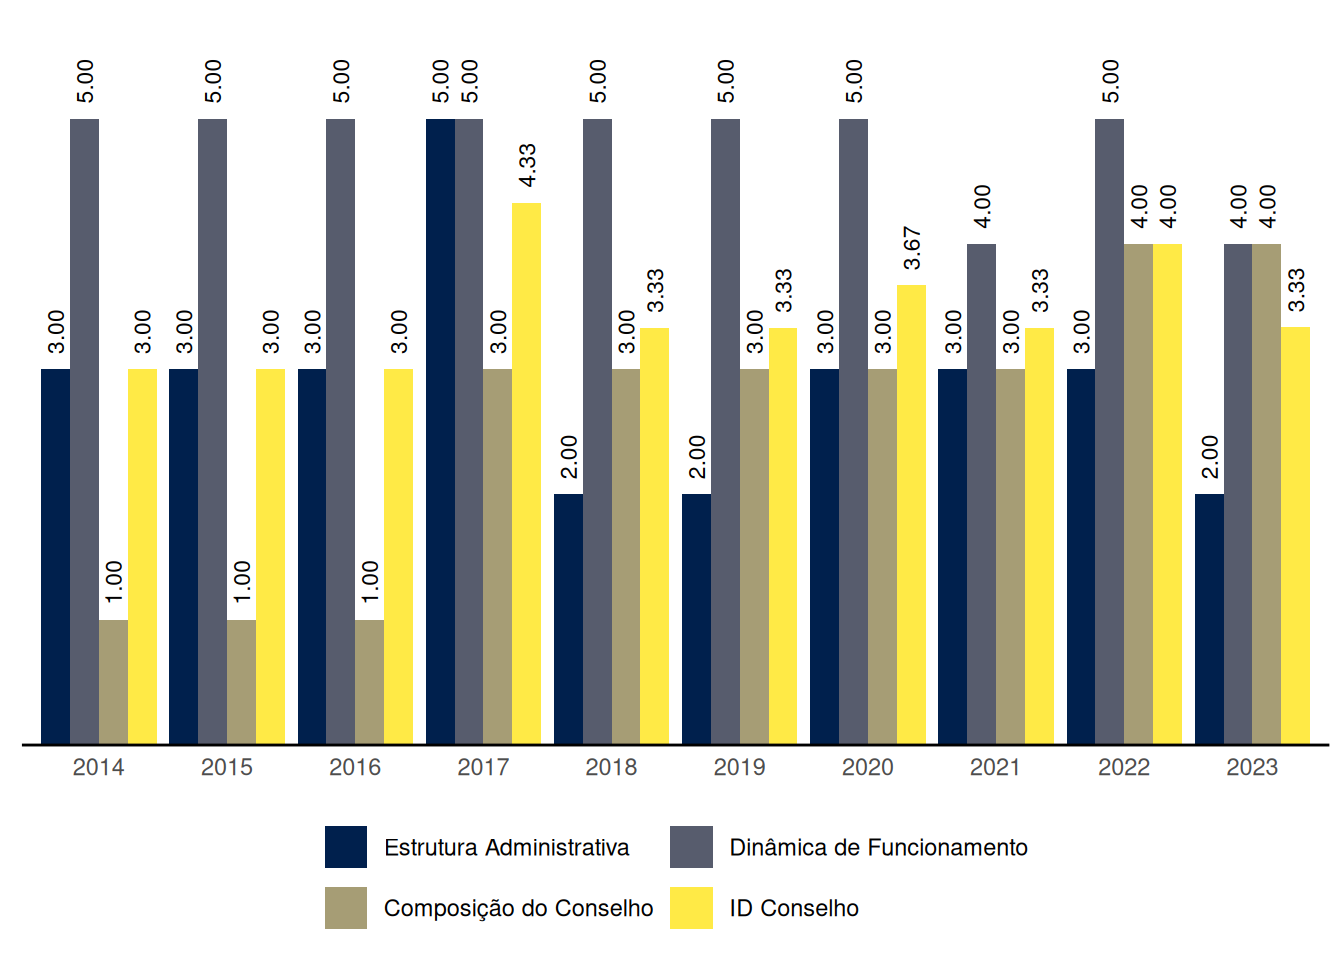 5.00 5.00 5.00 5.00 5.00 5.00 5.00 5.00 5.00
4.33
4.00 4.00 4.00 4.00 4.00
3.67
3.33 3.33 3.33 3.33
3.00 3.00 3.00 3.00 3.00 3.00 3.00 3.00 3.00 3.00 3.00 3.00 3.00 3.00
2.00 2.00 2.00
1.00 1.00 1.00
2014 2015 2016 2017 2018 2019 2020 2021 2022 2023
Estrutura Administrativa Dinâmica de Funcionamento
Composição do Conselho ID Conselho